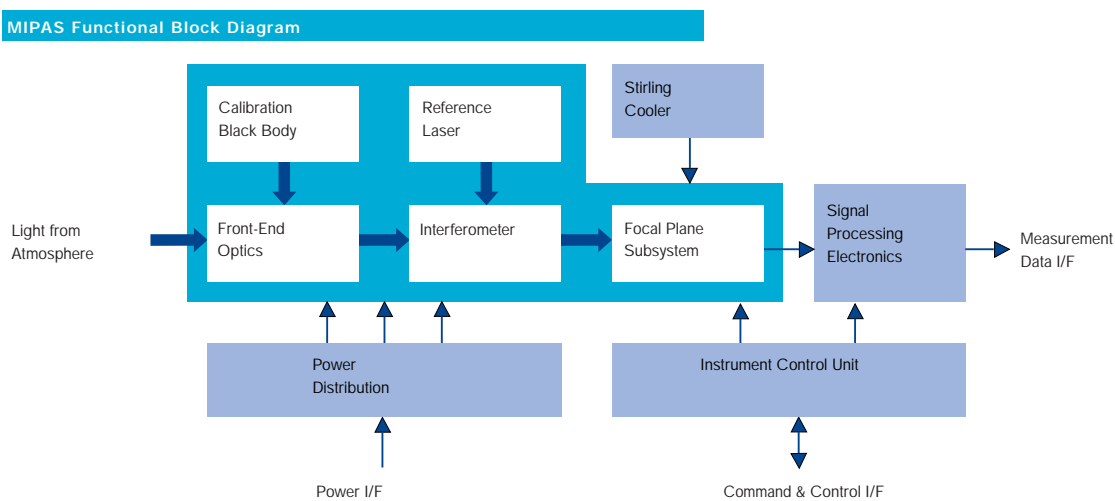 MIPAS Functional Block Diagram
Calibration
Black Body
Reference
Laser
Stirling
Cooler
Light from
Atmosphere
Front-End
Optics
Interferometer
Focal Plane
Subsystem
Signal
Processing
Electronics
Measurement
Data I/F
Power
Distribution
Instrument Control Unit
Power I/F
Command & Control I/F